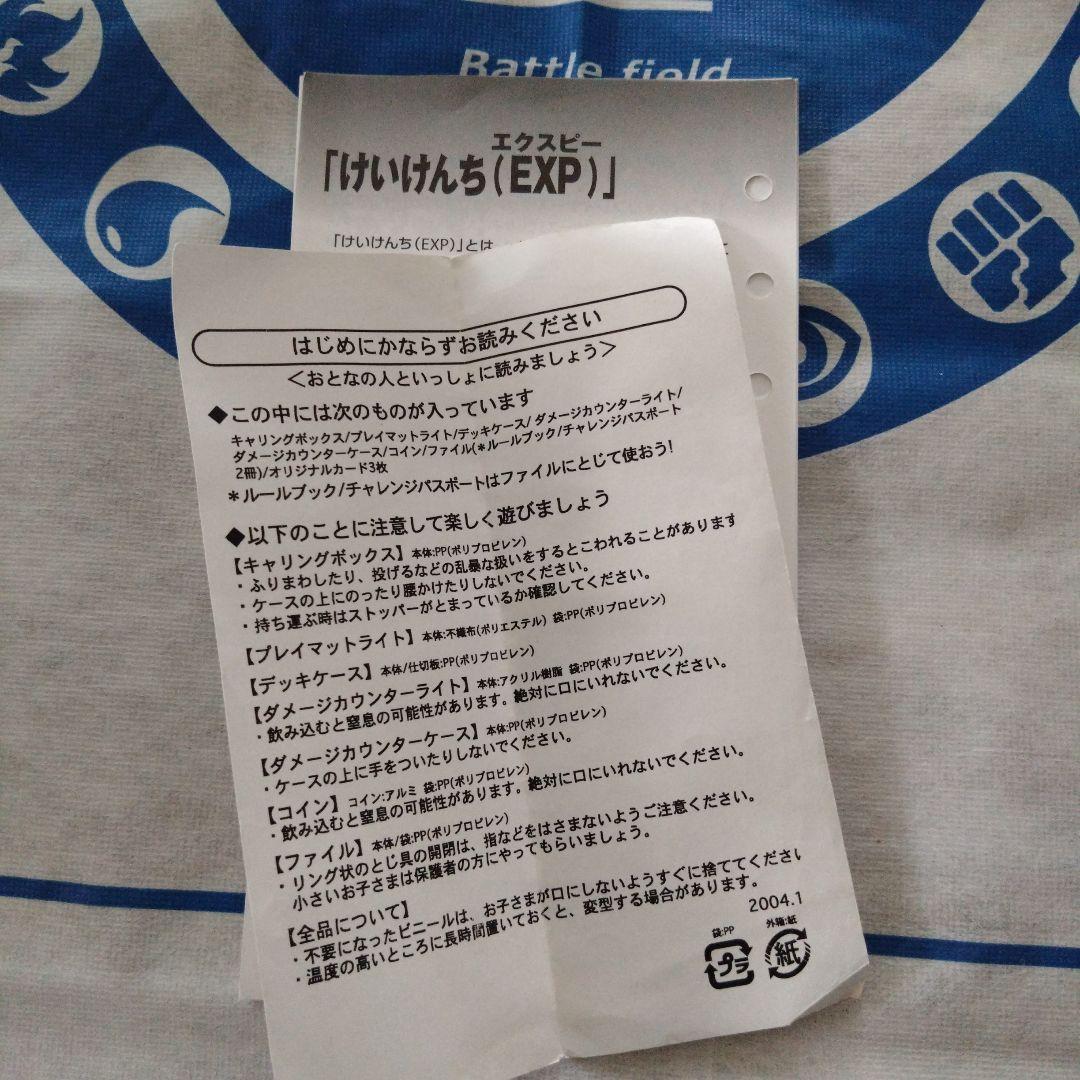 Battle field
エクスピー
「けいけんち(EXP)」
「けいけんち(EXP)」とは
はじめにかならずお読みください
＜おとなの人といっしょに読みましょう＞
◆この中には次のものが入っています
キャリングボックス/プレイマットライト/デッキケース/ダメージカウンターライト/
ダメージカウンターケース/コイン/ファイル(＊ルールブック/チャレンジパスポート
2冊)/オリジナルカード3枚
＊ルールブック/チャレンジパスポートはファイルにとじて使おう!
◆以下のことに注意して楽しく遊びましょう
【キャリングボックス】本体:PP(ポリプロピレン)
・ふりまわしたり、投げるなどの乱暴な扱いをするとこわれることがあります
・ケースの上にのったり腰かけたりしないでください。
・持ち運ぶ時はストッパーがとまっているか確認してください。
【プレイマットライト】本体:不織布(ポリエステル) 袋:PP(ポリプロピレン)
【デッキケース】本体/仕切板:PP(ポリプロピレン)
【ダメージカウンターライト】本体:アクリル樹脂 袋:PP(ポリプロピレン)
・飲み込むと窒息の可能性があります。絶対に口にいれないでください。
【ダメージカウンターケース】本体:PP(ポリプロピレン)
・ケースの上に手をついたりしないでください。
【コイン】コイン:アルミ 袋:PP(ポリプロピレン)
・飲み込むと窒息の可能性があります。絶対に口にいれないでください。
【ファイル】本体/袋:PP(ポリプロピレン)
・リング状のとじ具の開閉は、指などをはさまないようご注意ください。
小さいお子さまは保護者の方にやってもらいましょう。
【全品について】
・不要になったビニールは、お子さまが口にしないようすぐに捨ててください
・温度の高いところに長時間置いておくと、変型する場合があります。
2004.1
袋:PP
外箱:紙
プラ
紙